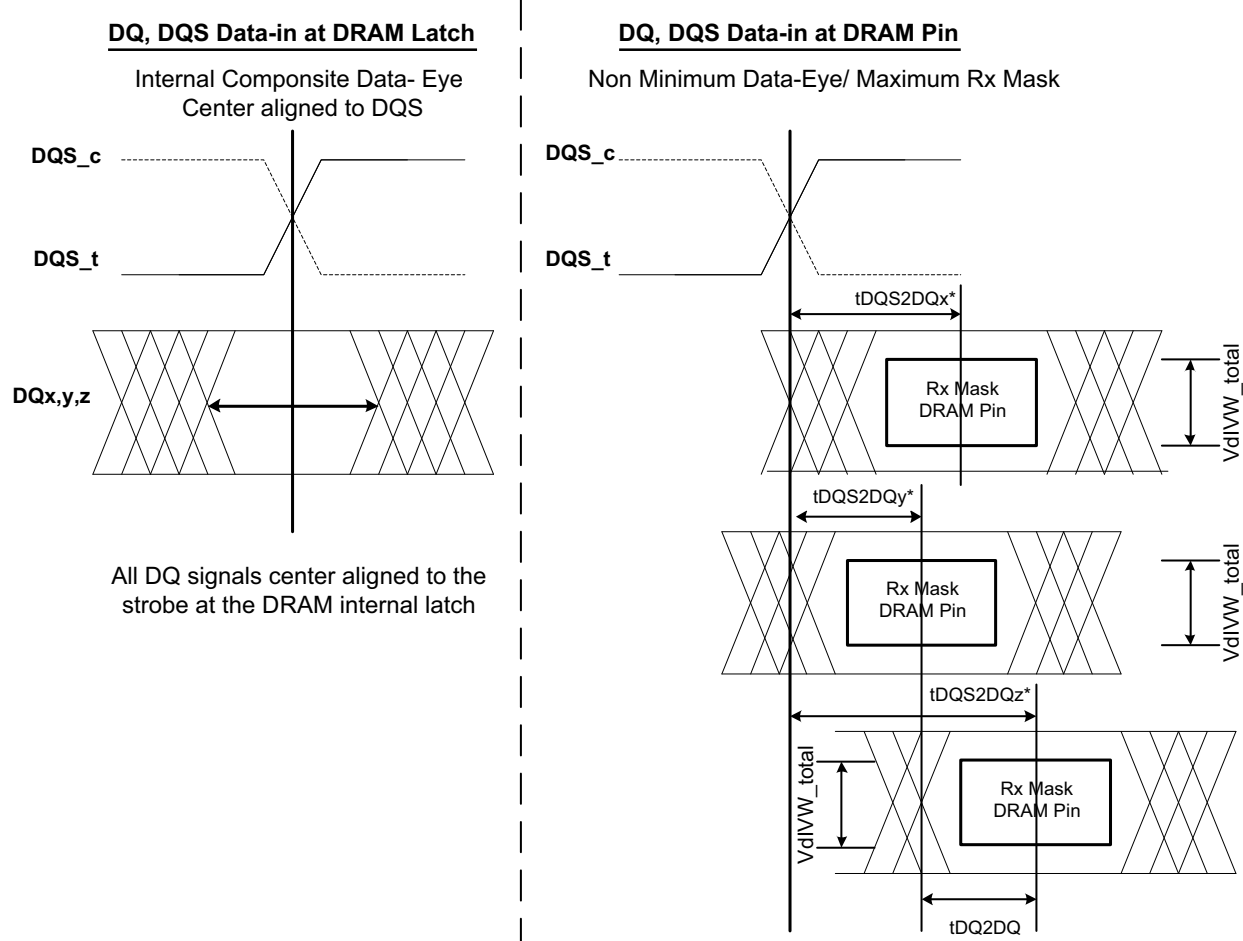 DQ, DQS Data-in at DRAM Latch
Internal Componsite Data- Eye
Center aligned to DQS
DQS_c
DQS_t
DQx,y,z
All DQ signals center aligned to the
strobe at the DRAM internal latch
DQ, DQS Data-in at DRAM Pin
Non Minimum Data-Eye/ Maximum Rx Mask
DQS_c
DQS_t
tDQS2DQx*
Rx Mask
DRAM Pin
VdIVW_total
tDQS2DQy*
Rx Mask
DRAM Pin
VdIVW_total
tDQS2DQz*
VdIVW_total
Rx Mask
DRAM Pin
tDQ2DQ